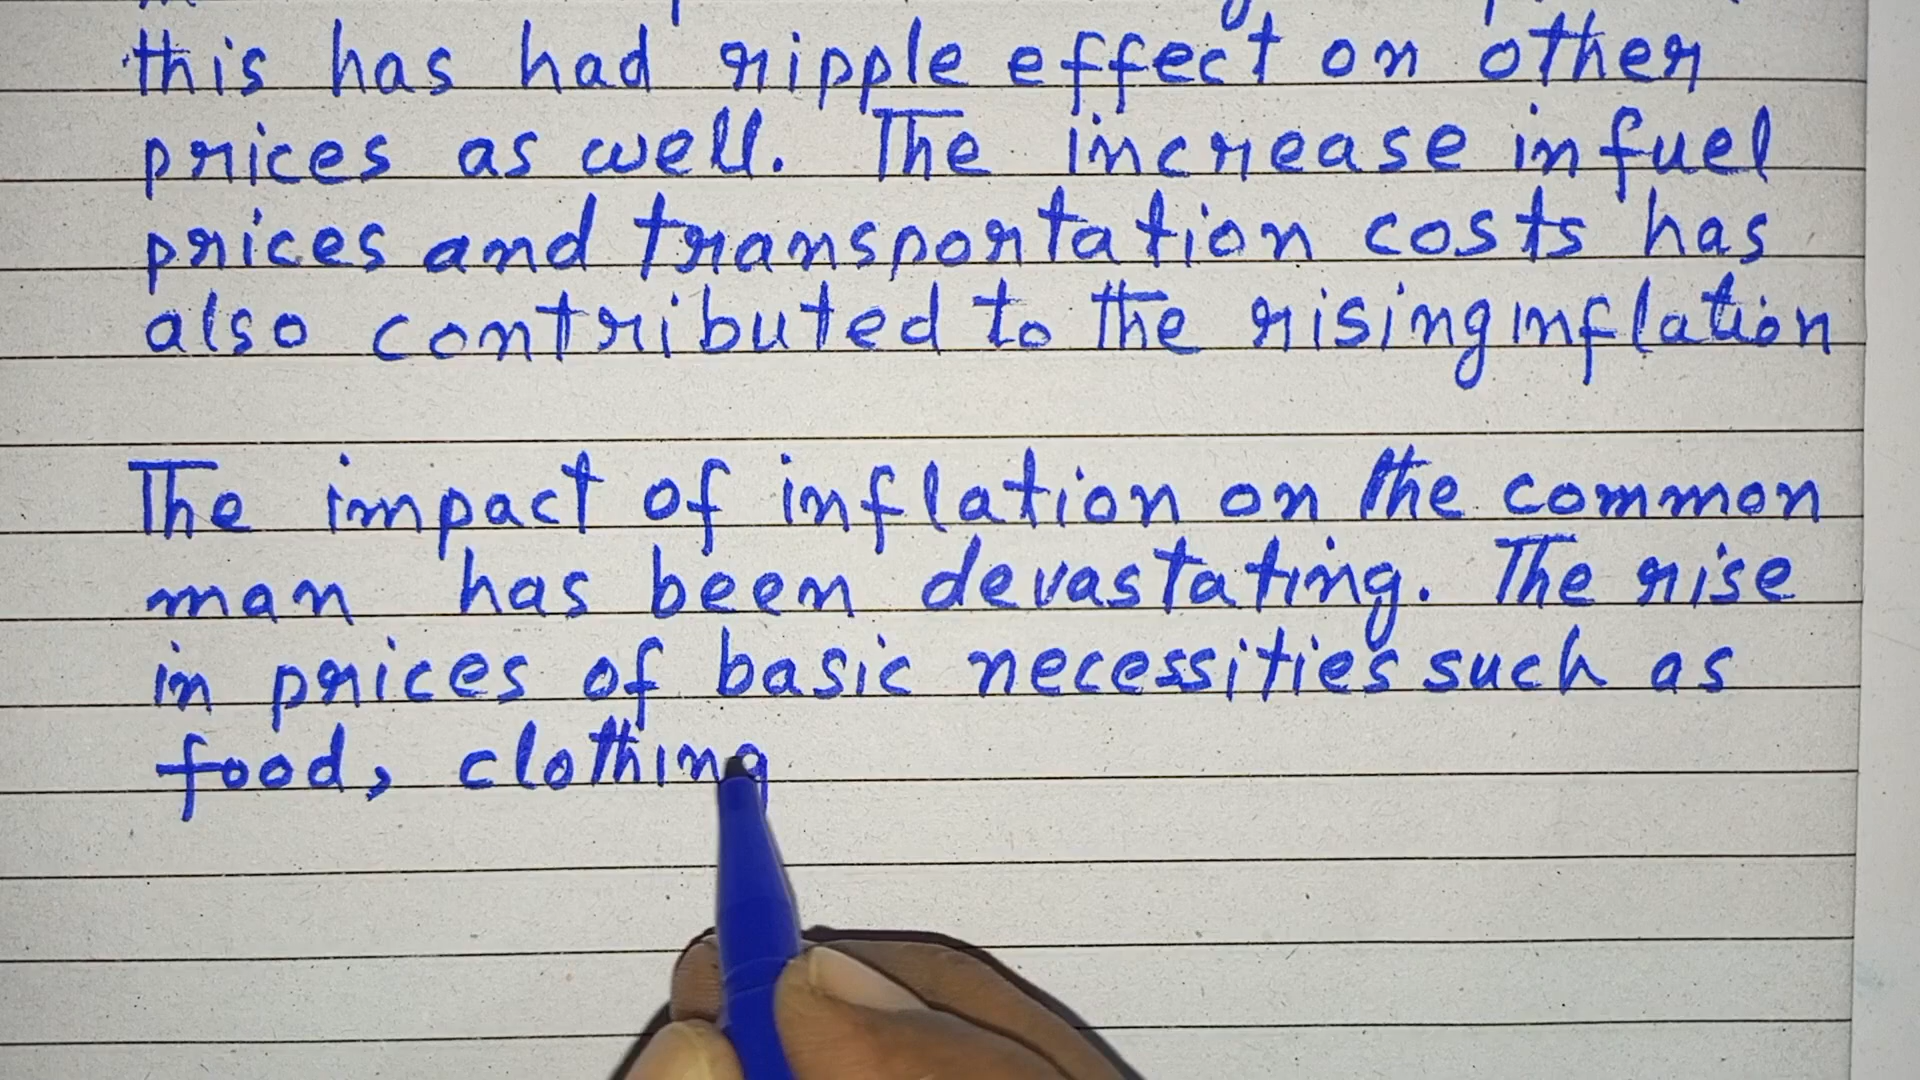 this has had ripple effect on other
prices as well. The increase in fuel
prices and transportation costs has
also contributed to the rising inflation
The impact of inflation on the common
man has been devastating. The rise
in prices of basic necessities such as
food, clothing